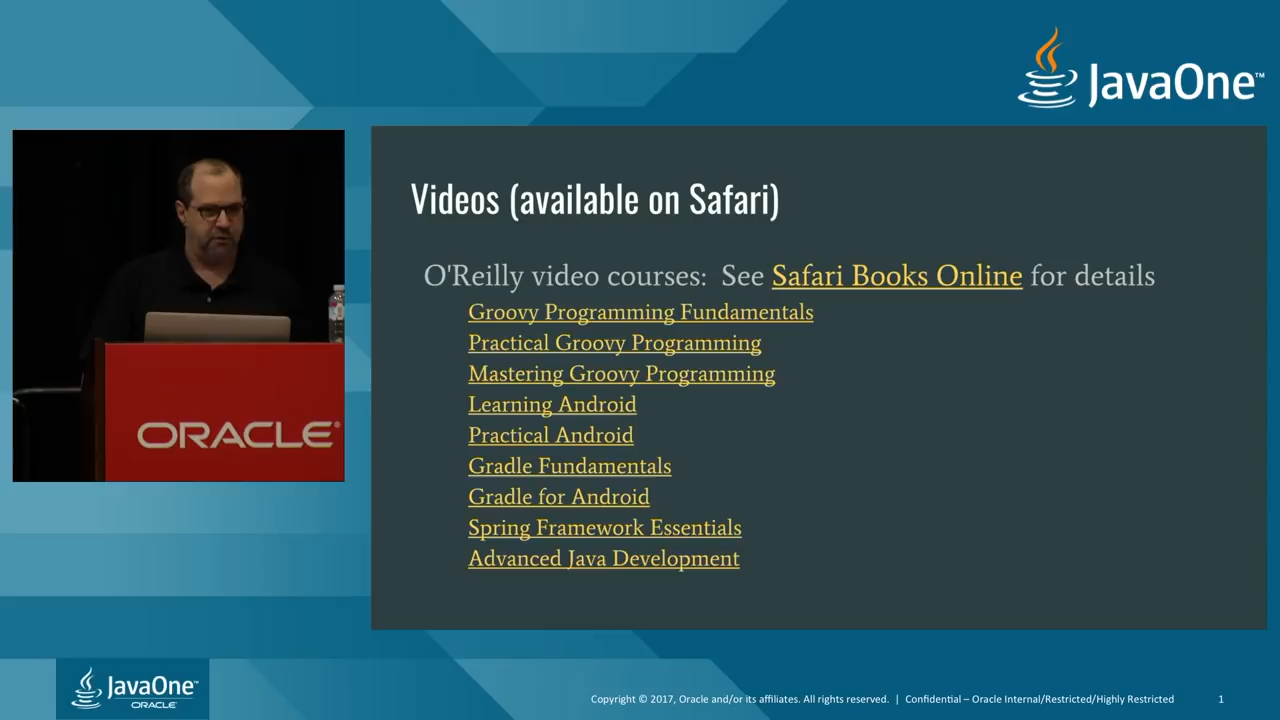 JavaOne™
Videos (available on Safari)
O'Reilly video courses: See Safari Books Online for details
Groovy Programming Fundamentals
Practical Groovy Programming
Mastering Groovy Programming
Learning Android
Practical Android
Gradle Fundamentals
Gradle for Android
Spring Framework Essentials
Advanced Java Development
ORACLE®
JavaOne™
ORACLE®
Copyright © 2017, Oracle and/or its affiliates. All rights reserved. | Confidential – Oracle Internal/Restricted/Highly Restricted 1